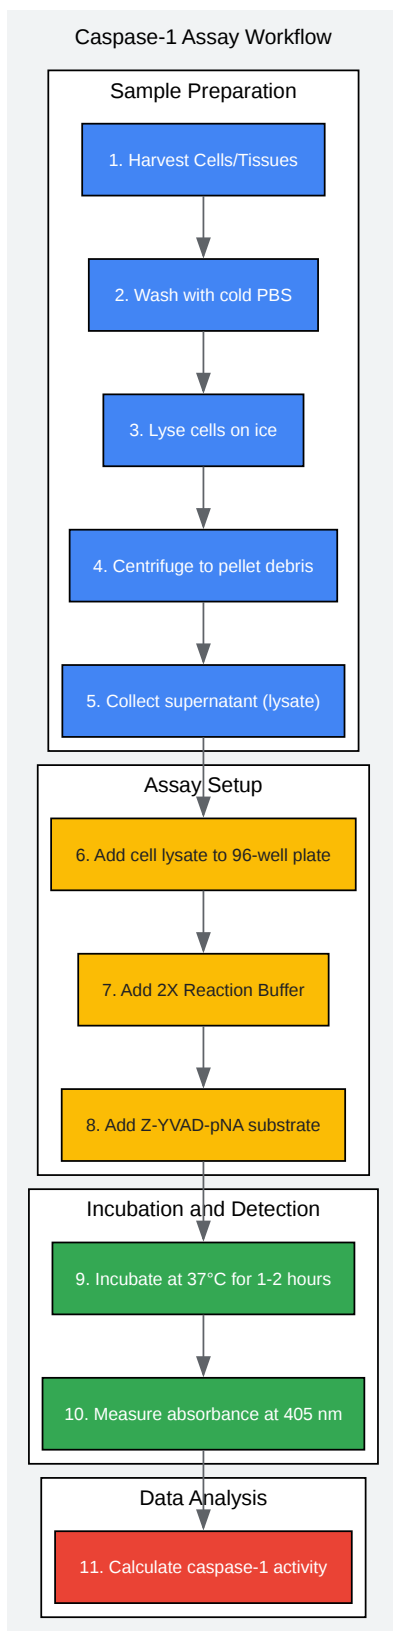 Caspase-1 Assay Workflow
Sample Preparation
1. Harvest Cells/Tissues
2. Wash with cold PBS
3. Lyse cells on ice
4. Centrifuge to pellet debris
5. Collect supernatant (lysate)
Assay Setup
6. Add cell lysate to 96-well plate
7. Add 2X Reaction Buffer
8. Add Z-YVAD-pNA substrate
Incubation and Detection
9. Incubate at 37°C for 1-2 hours
10. Measure absorbance at 405 nm
Data Analysis
11. Calculate caspase-1 activity